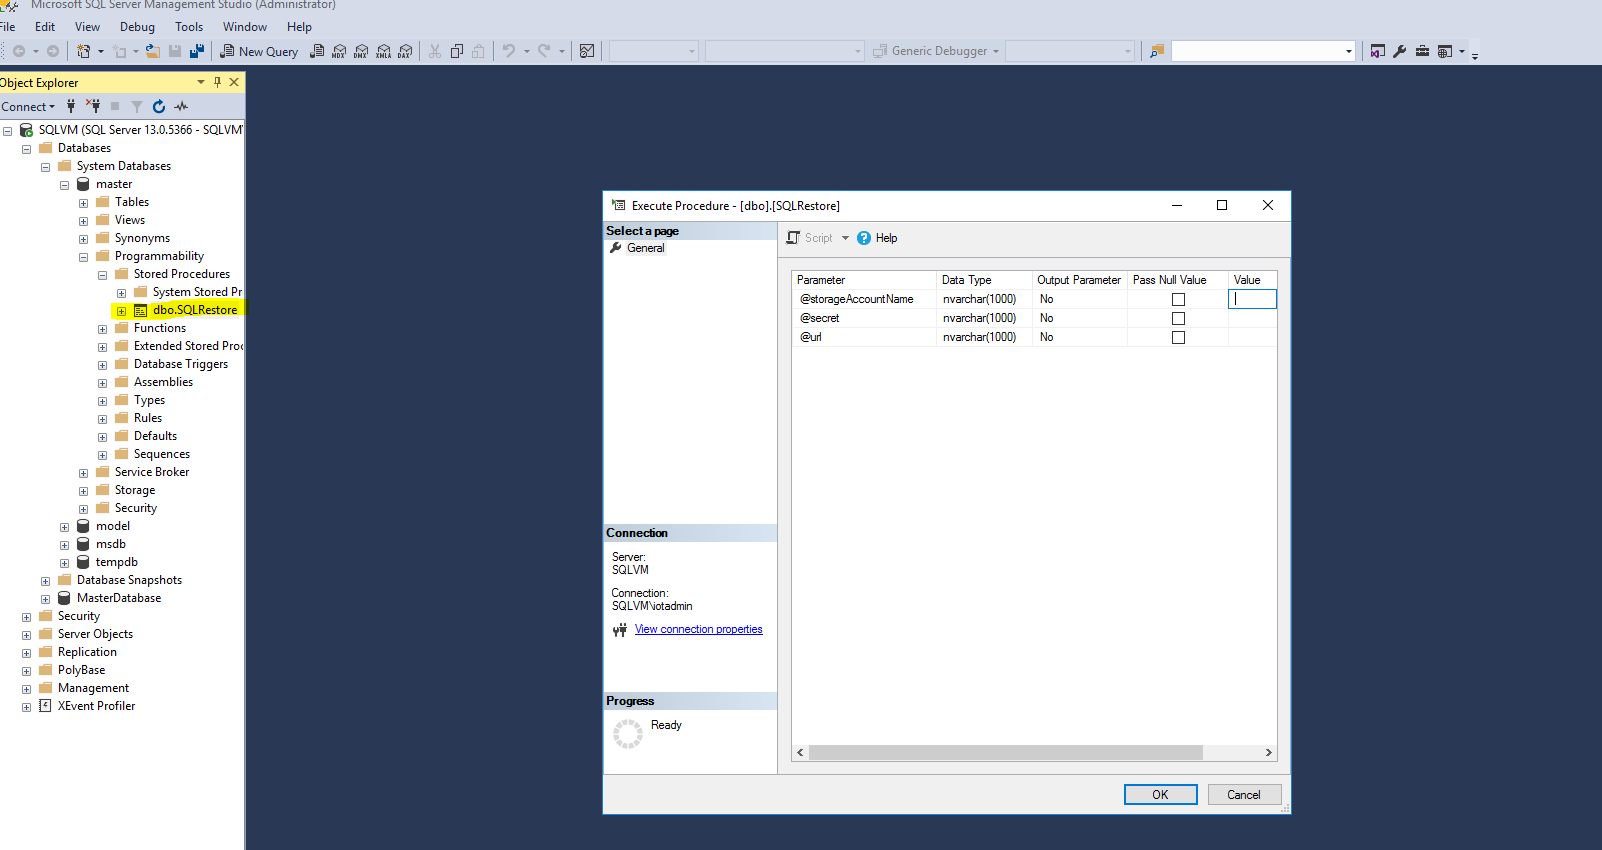 Microsoft SQL Server Management Studio (Administrator)
File Edit View Debug Tools Window Help
New Query MDX DMX XMLA DAX Generic Debugger
Object Explorer
Connect
SQLVM (SQL Server 13.0.5366 - SQLVM\
Databases
System Databases
master
Tables
Views
Synonyms
Programmability
Stored Procedures
System Stored Pr
dbo.SQLRestore
Functions
Extended Stored Proc
Database Triggers
Assemblies
Types
Rules
Defaults
Sequences
Service Broker
Storage
Security
model
msdb
tempdb
Database Snapshots
MasterDatabase
Security
Server Objects
Replication
PolyBase
Management
XEvent Profiler
Execute Procedure - [dbo].[SQLRestore]
Select a page
General
Script Help
Parameter Data Type Output Parameter Pass Null Value Value
@storageAccountName nvarchar(1000) No
@secret nvarchar(1000) No
@url nvarchar(1000) No
Connection
Server:
SQLVM
Connection:
SQLVM\iotadmin
View connection properties
Progress
Ready
OK Cancel